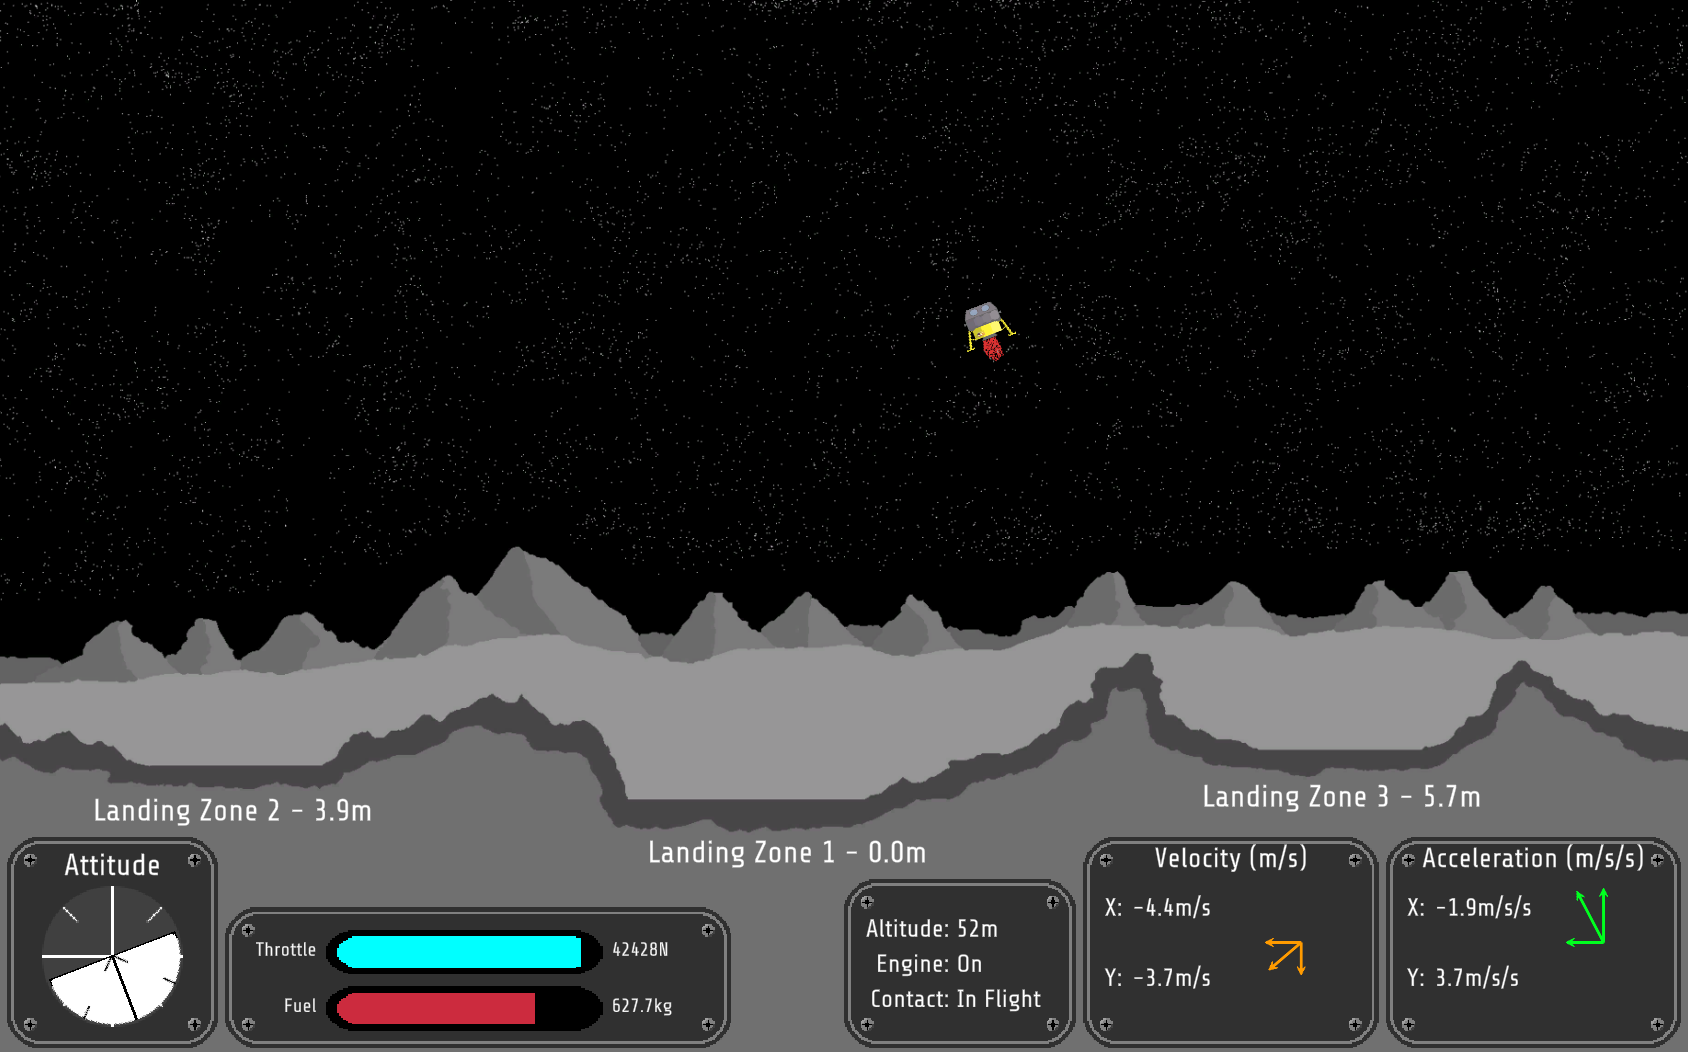 Landing Zone 2 - 3.9m
Landing Zone 1 - 0.0m
Landing Zone 3 - 5.7m
Attitude
Throttle 42428N
Fuel 627.7kg
Altitude: 52m
Engine: On
Contact: In Flight
Velocity (m/s)
X: -4.4m/s
Y: -3.7m/s
Acceleration (m/s/s)
X: -1.9m/s/s
Y: 3.7m/s/s